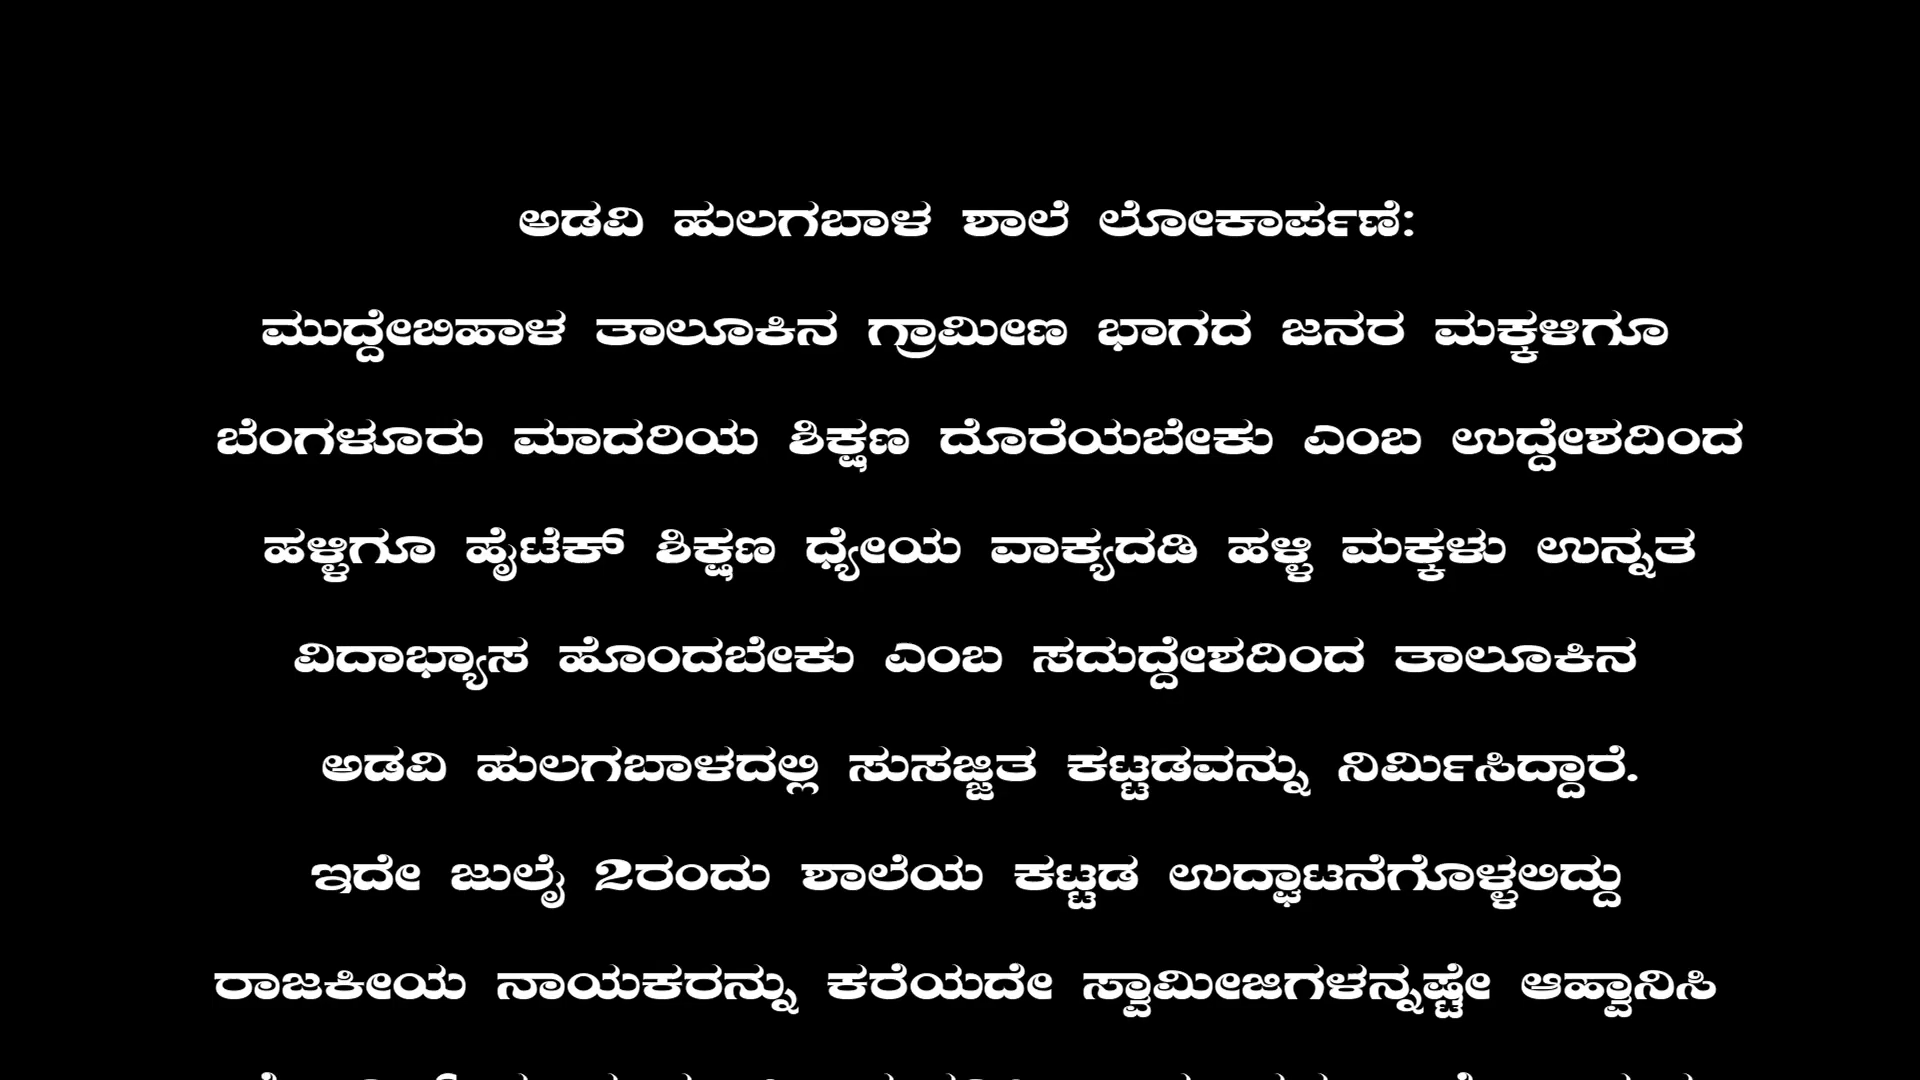 ಅಡವಿ ಹುಲಗಬಾಳ ಶಾಲೆ ಲೋಕಾರ್ಪಣೆ:
ಮುದ್ದೇಬಿಹಾಳ ತಾಲೂಕಿನ ಗ್ರಾಮೀಣ ಭಾಗದ ಜನರ ಮಕ್ಕಳಿಗೂ
ಬೆಂಗಳೂರು ಮಾದರಿಯ ಶಿಕ್ಷಣ ದೊರೆಯಬೇಕು ಎಂಬ ಉದ್ದೇಶದಿಂದ
ಹಳ್ಳಿಗೂ ಹೈಟೆಕ್ ಶಿಕ್ಷಣ ಧ್ಯೇಯ ವಾಕ್ಯದಡಿ ಹಳ್ಳಿ ಮಕ್ಕಳು ಉನ್ನತ
ವಿದಾಭ್ಯಾಸ ಹೊಂದಬೇಕು ಎಂಬ ಸದುದ್ದೇಶದಿಂದ ತಾಲೂಕಿನ
ಅಡವಿ ಹುಲಗಬಾಳದಲ್ಲಿ ಸುಸಜ್ಜಿತ ಕಟ್ಟಡವನ್ನು ನಿರ್ಮಿಸಿದ್ದಾರೆ.
ಇದೇ ಜುಲೈ 2ರಂದು ಶಾಲೆಯ ಕಟ್ಟಡ ಉದ್ಘಾಟನೆಗೊಳ್ಳಲಿದ್ದು
ರಾಜಕೀಯ ನಾಯಕರನ್ನು ಕರೆಯದೇ ಸ್ವಾಮೀಜಿಗಳನ್ನಷ್ಟೇ ಆಹ್ವಾನಿಸಿ